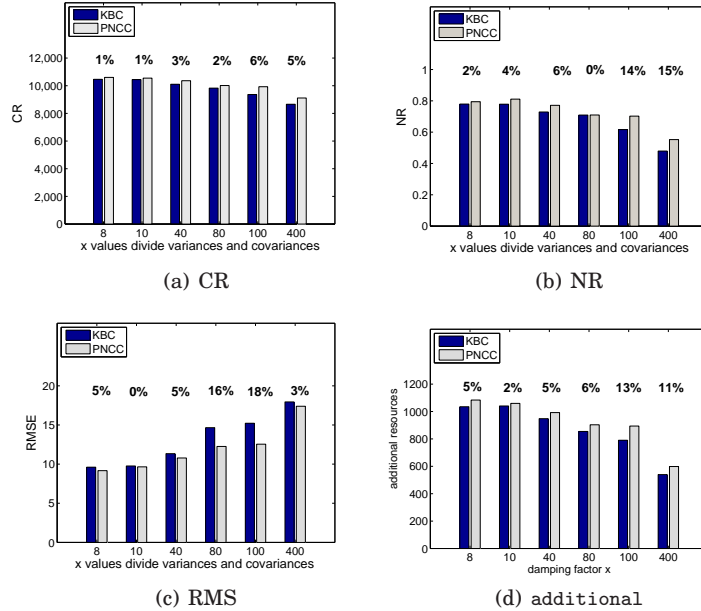 KBC
PNCC
12,000
10,000
8,000
6,000
4,000
2,000
0
CR
1% 1% 3% 2% 6% 5%
8 10 40 80 100 400
x values divide variances and covariances
(a) CR
KBC
PNCC
1
0.8
0.6
0.4
0.2
0
NR
2% 4% 6% 0% 14% 15%
8 10 40 80 100 400
x values divide variances and covariances
(b) NR
KBC
PNCC
20
15
10
5
0
RMSE
5% 0% 5% 16% 18% 3%
8 10 40 80 100 400
x values divide variances and covariances
(c) RMS
KBC
PNCC
1200
1000
800
600
400
200
0
additional resources
5% 2% 5% 6% 13% 11%
8 10 40 80 100 400
damping factor x
(d) additional